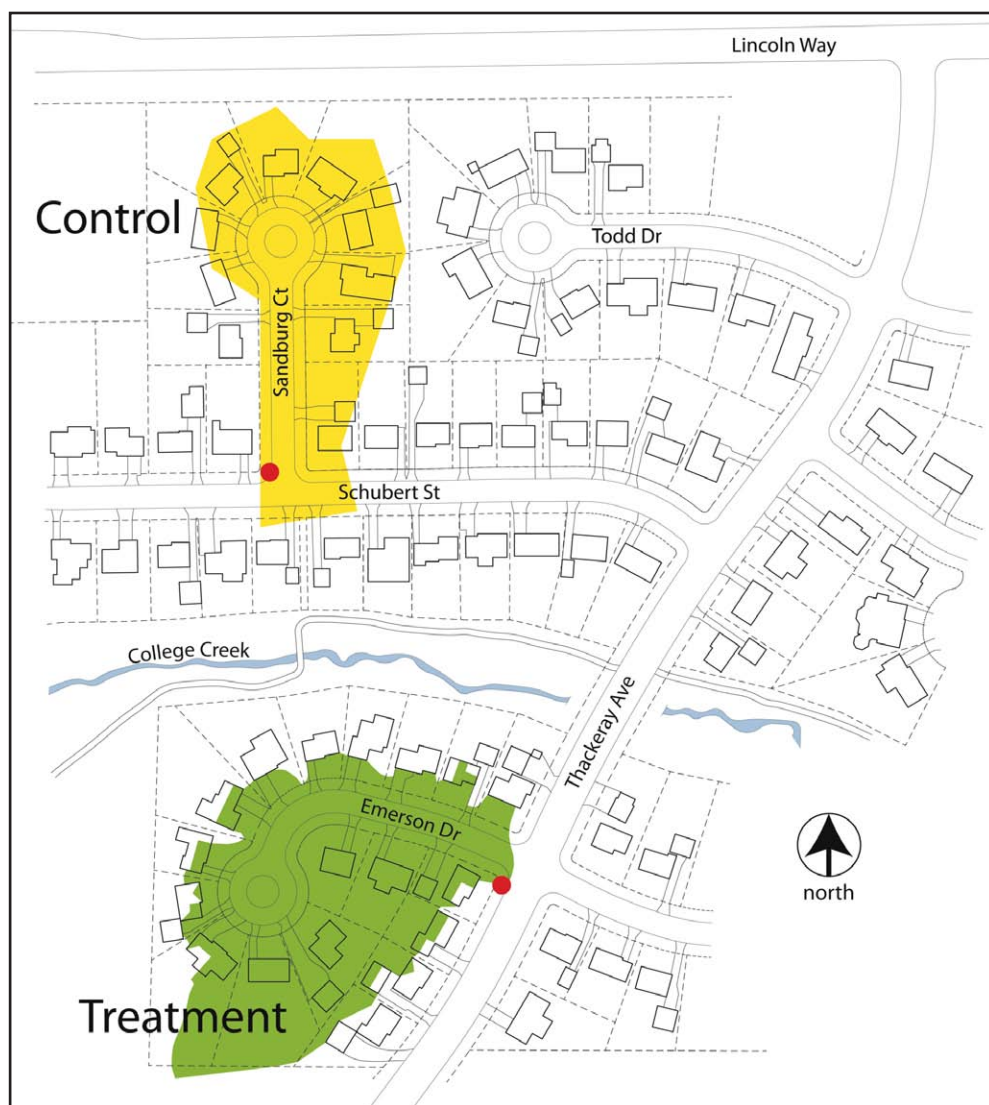 Lincoln Way
Control
Todd Dr
Sandburg Ct
Schubert St
College Creek
Thackeray Ave
Emerson Dr
north
Treatment